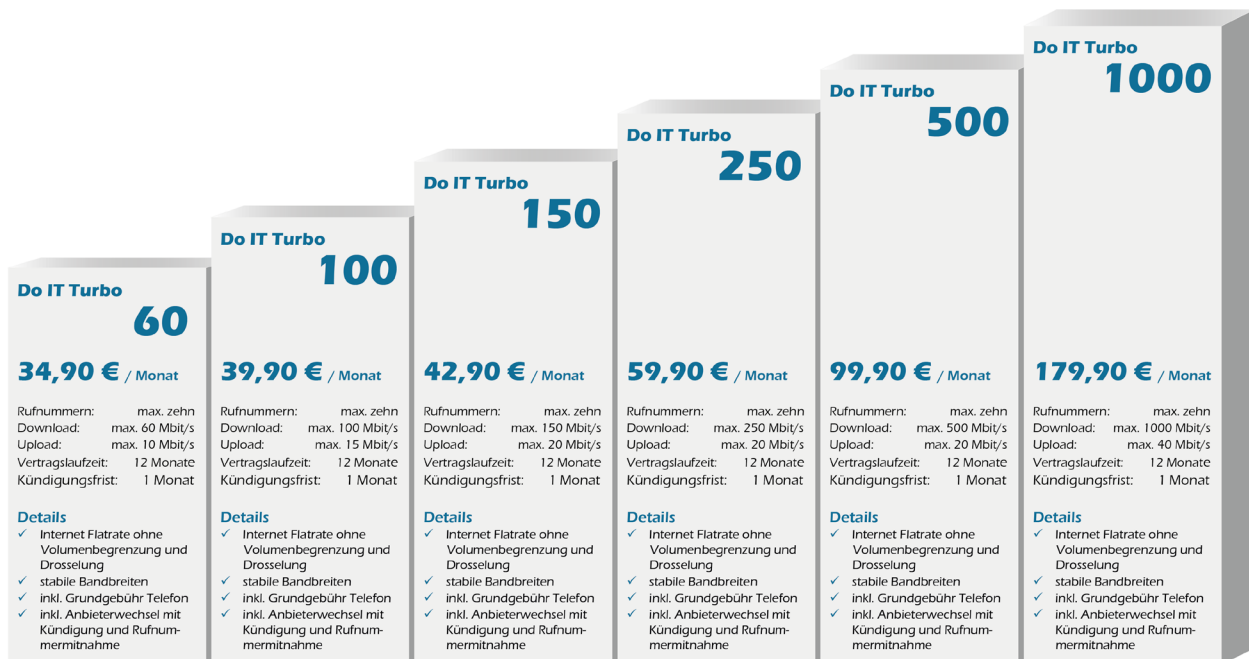 Do IT Turbo
60
34,90 € / Monat
Rufnummern: max. zehn
Download: max. 60 Mbit/s
Upload: max. 10 Mbit/s
Vertragslaufzeit: 12 Monate
Kündigungsfrist: 1 Monat
Details
✓ Internet Flatrate ohne
Volumenbegrenzung und
Drosselung
✓ stabile Bandbreiten
✓ inkl. Grundgebühr Telefon
✓ inkl. Anbieterwechsel mit
Kündigung und Rufnum-
mermitnahme
Do IT Turbo
100
39,90 € / Monat
Rufnummern: max. zehn
Download: max. 100 Mbit/s
Upload: max. 15 Mbit/s
Vertragslaufzeit: 12 Monate
Kündigungsfrist: 1 Monat
Details
✓ Internet Flatrate ohne
Volumenbegrenzung und
Drosselung
✓ stabile Bandbreiten
✓ inkl. Grundgebühr Telefon
✓ inkl. Anbieterwechsel mit
Kündigung und Rufnum-
mermitnahme
Do IT Turbo
150
42,90 € / Monat
Rufnummern: max. zehn
Download: max. 150 Mbit/s
Upload: max. 20 Mbit/s
Vertragslaufzeit: 12 Monate
Kündigungsfrist: 1 Monat
Details
✓ Internet Flatrate ohne
Volumenbegrenzung und
Drosselung
✓ stabile Bandbreiten
✓ inkl. Grundgebühr Telefon
✓ inkl. Anbieterwechsel mit
Kündigung und Rufnum-
mermitnahme
Do IT Turbo
250
59,90 € / Monat
Rufnummern: max. zehn
Download: max. 250 Mbit/s
Upload: max. 20 Mbit/s
Vertragslaufzeit: 12 Monate
Kündigungsfrist: 1 Monat
Details
✓ Internet Flatrate ohne
Volumenbegrenzung und
Drosselung
✓ stabile Bandbreiten
✓ inkl. Grundgebühr Telefon
✓ inkl. Anbieterwechsel mit
Kündigung und Rufnum-
mermitnahme
Do IT Turbo
500
99,90 € / Monat
Rufnummern: max. zehn
Download: max. 500 Mbit/s
Upload: max. 20 Mbit/s
Vertragslaufzeit: 12 Monate
Kündigungsfrist: 1 Monat
Details
✓ Internet Flatrate ohne
Volumenbegrenzung und
Drosselung
✓ stabile Bandbreiten
✓ inkl. Grundgebühr Telefon
✓ inkl. Anbieterwechsel mit
Kündigung und Rufnum-
mermitnahme
Do IT Turbo
1000
179,90 € / Monat
Rufnummern: max. zehn
Download: max. 1000 Mbit/s
Upload: max. 40 Mbit/s
Vertragslaufzeit: 12 Monate
Kündigungsfrist: 1 Monat
Details
✓ Internet Flatrate ohne
Volumenbegrenzung und
Drosselung
✓ stabile Bandbreiten
✓ inkl. Grundgebühr Telefon
✓ inkl. Anbieterwechsel mit
Kündigung und Rufnum-
mermitnahme